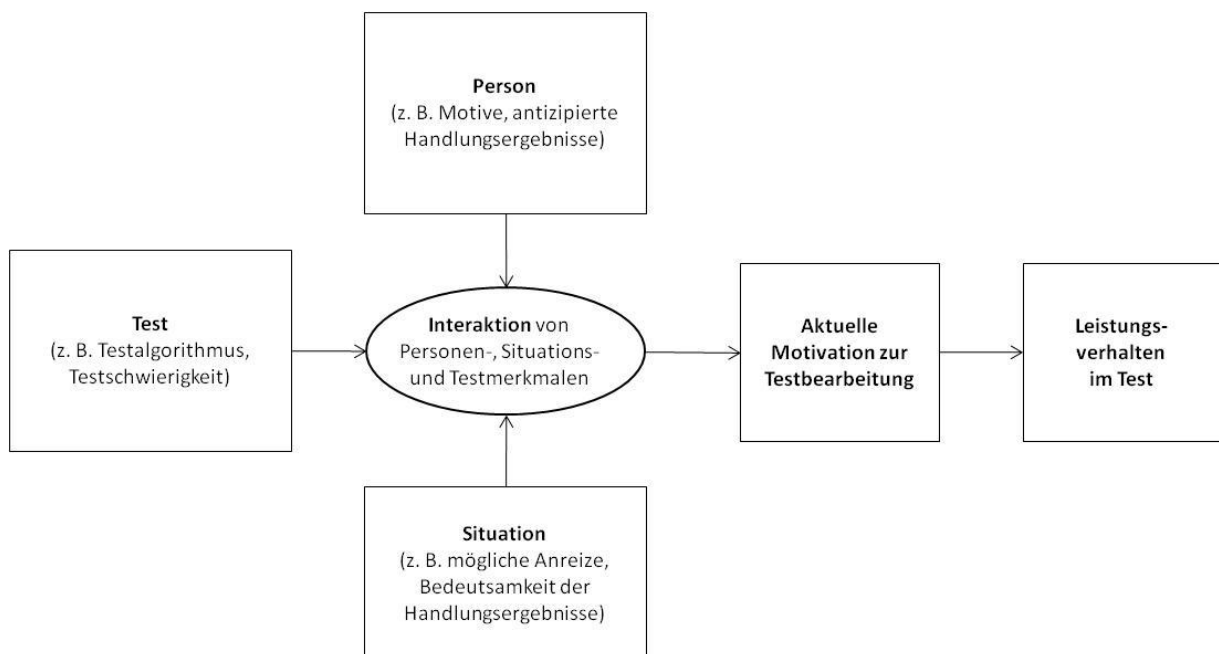 Person
(z. B. Motive, antizipierte
Handlungsergebnisse)
Test
(z. B. Testalgorithmus,
Testschwierigkeit)
Interaktion von
Personen-, Situations-
und Testmerkmalen
Aktuelle
Motivation zur
Testbearbeitung
Leistungs-
verhalten
im Test
Situation
(z. B. mögliche Anreize,
Bedeutsamkeit der
Handlungsergebnisse)